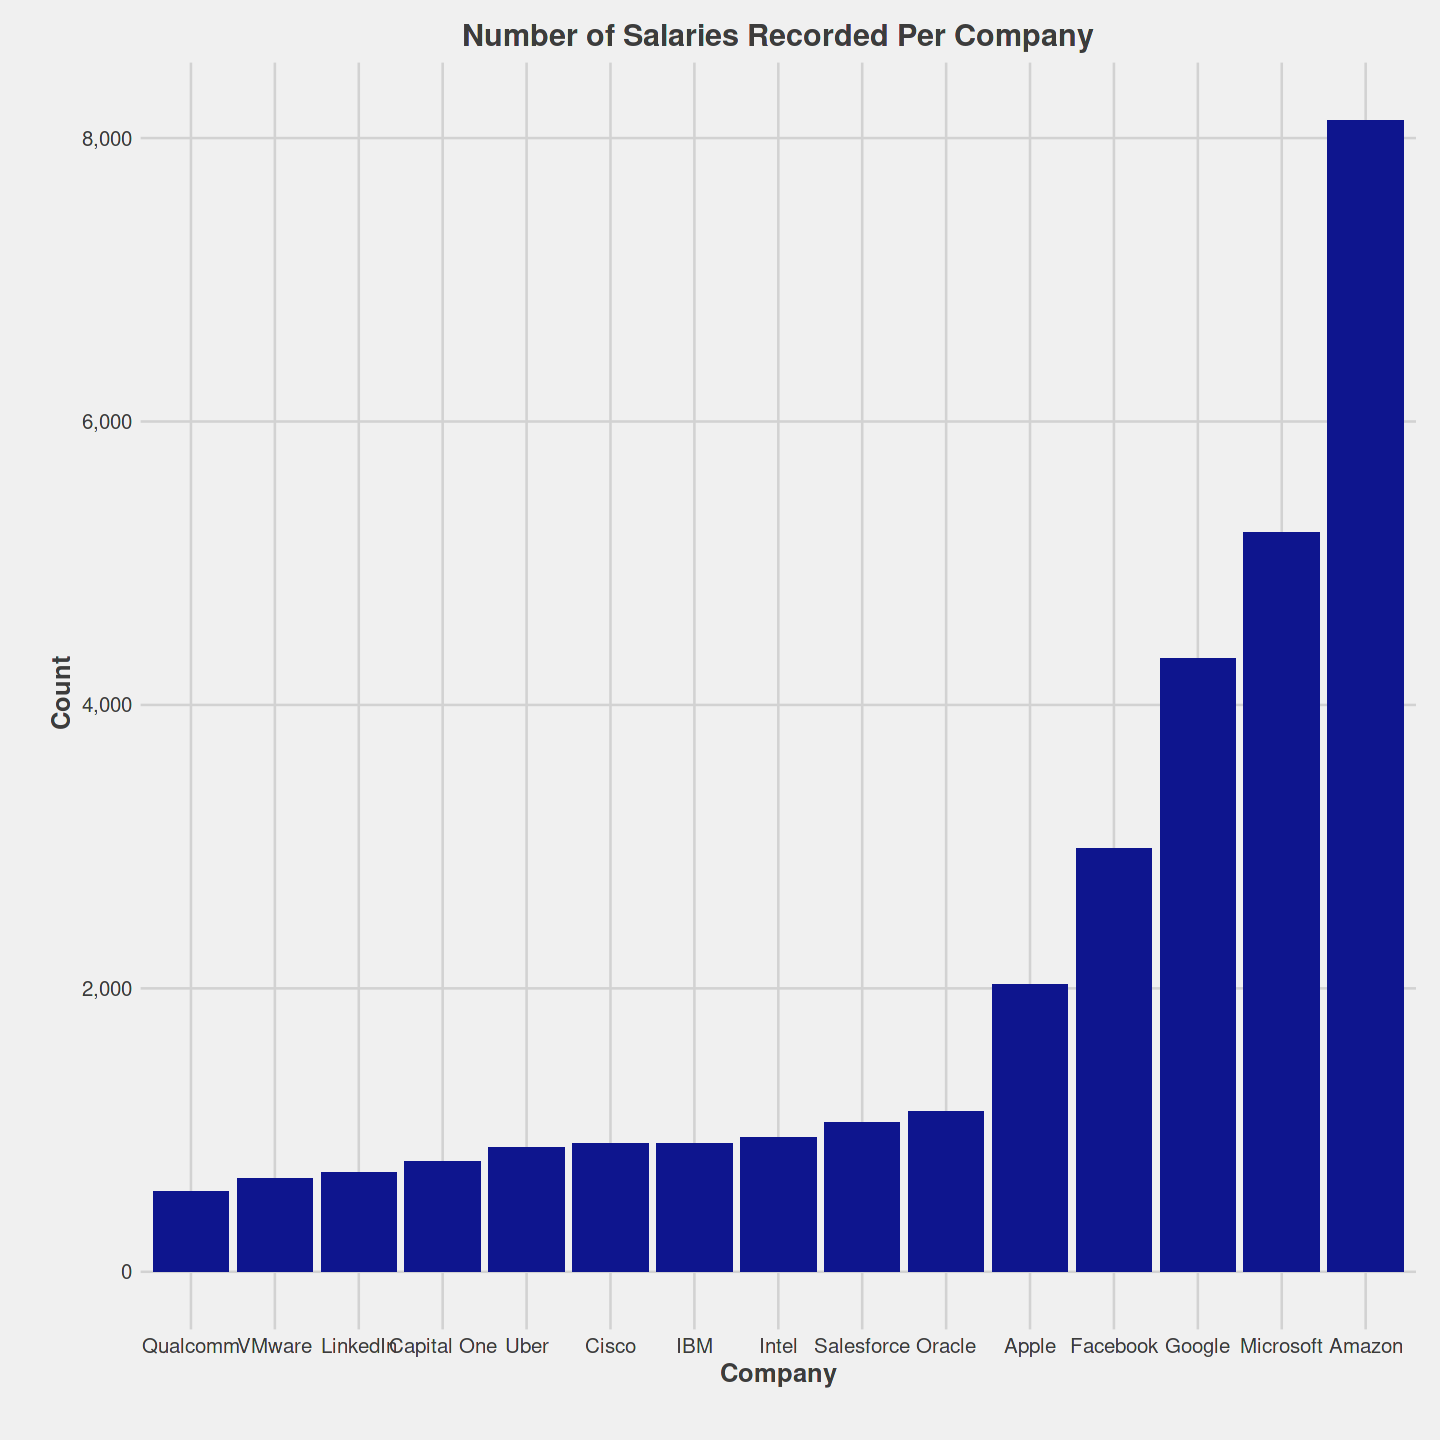 Number of Salaries Recorded Per Company
8,000
6,000
4,000
2,000
0
Count
Qualcomm VMware LinkedIn Capital One Uber Cisco IBM Intel Salesforce Oracle Apple Facebook Google Microsoft Amazon
Company